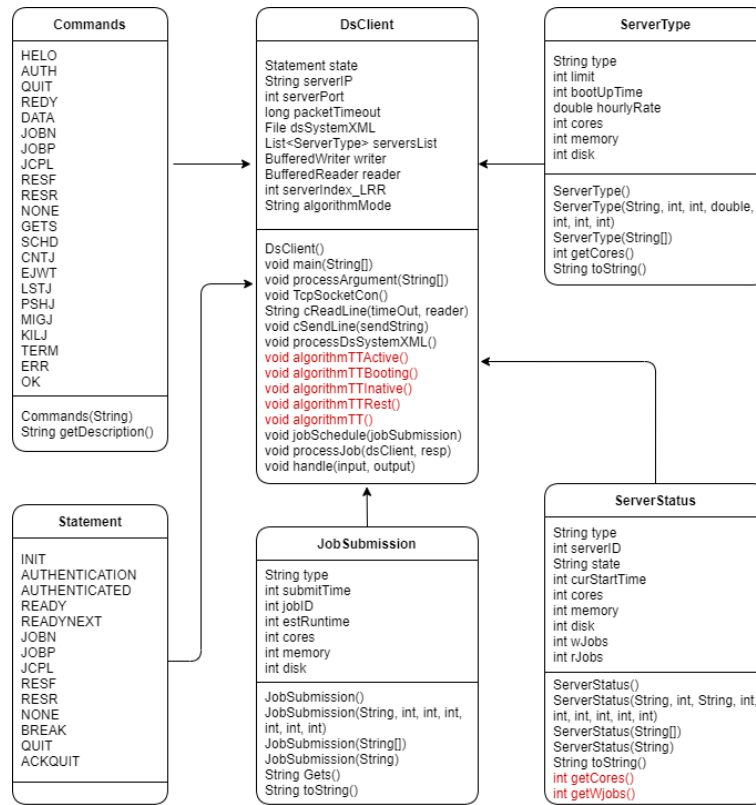 Commands
HELO
AUTH
QUIT
REDY
DATA
JOBN
JOBP
JCPL
RESF
RESR
NONE
GETS
SCHD
CNTJ
EJWT
LSTJ
PSHJ
MIGJ
KILJ
TERM
ERR
OK
Commands(String)
String getDescription()
DsClient
Statement state
String serverIP
int serverPort
long packetTimeout
File dsSystemXML
List<ServerType> serversList
BufferedWriter writer
BufferedReader reader
int serverIndex_LRR
String algorithmMode
DsClient()
void main(String[])
void processArgument(String[])
void TcpSocketCon()
String cReadLine(timeOut, reader)
void cSendLine(sendString)
void processDsSystemXML()
void algorithmTTActive()
void algorithmTTBooting()
void algorithmTTInative()
void algorithmTTRest()
void algorithmTT()
void jobSchedule(jobSubmission)
void processJob(dsClient, resp)
void handle(input, output)
ServerType
String type
int limit
int bootUpTime
double hourlyRate
int cores
int memory
int disk
ServerType()
ServerType(String, int, int, double,
int, int, int)
ServerType(String[])
int getCores()
String toString()
Statement
INIT
AUTHENTICATION
AUTHENTICATED
READY
READYNEXT
JOBN
JOBP
JCPL
RESF
RESR
NONE
BREAK
QUIT
ACKQUIT
JobSubmission
String type
int submitTime
int jobID
int estRuntime
int cores
int memory
int disk
JobSubmission()
JobSubmission(String, int, int, int,
int, int, int)
JobSubmission(String[])
JobSubmission(String)
String Gets()
String toString()
ServerStatus
String type
int serverID
String state
int curStartTime
int cores
int memory
int disk
int wJobs
int rJobs
ServerStatus()
ServerStatus(String, int, String, int,
int, int, int, int, int)
ServerStatus(String[])
ServerStatus(String)
String toString()
int getCores()
int getWjobs()